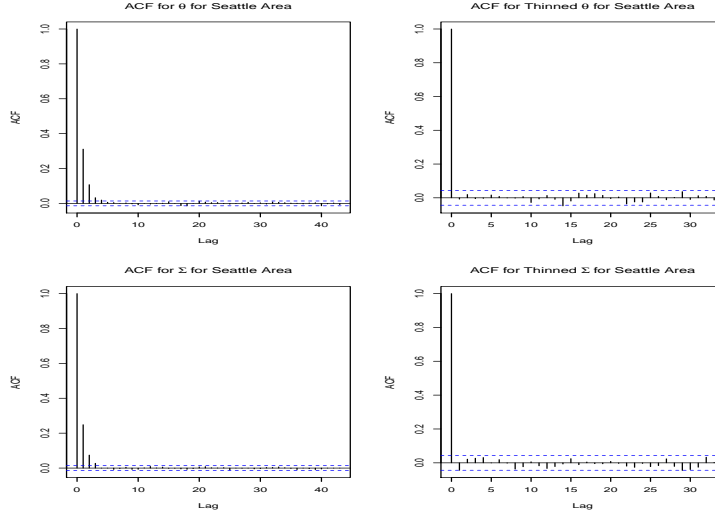 ACF for θ for Seattle Area
ACF
0.0 0.2 0.4 0.6 0.8 1.0
0 10 20 30 40
Lag
ACF for Thinned θ for Seattle Area
ACF
0.0 0.2 0.4 0.6 0.8 1.0
0 5 10 15 20 25 30
Lag
ACF for Σ for Seattle Area
ACF
0.0 0.2 0.4 0.6 0.8 1.0
0 10 20 30 40
Lag
ACF for Thinned Σ for Seattle Area
ACF
0.0 0.2 0.4 0.6 0.8 1.0
0 5 10 15 20 25 30
Lag